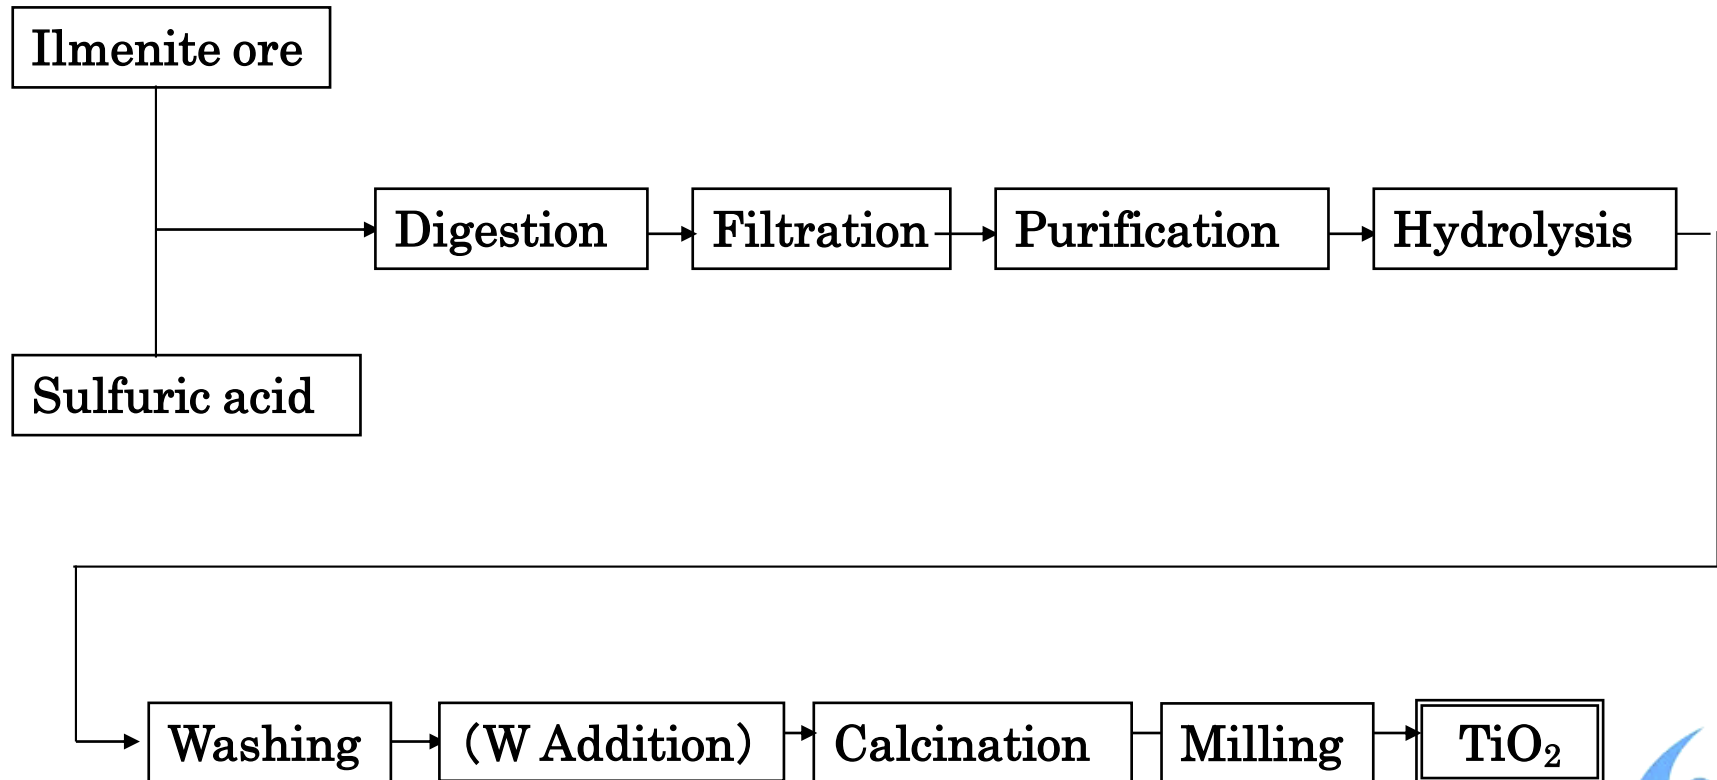 Ilmenite ore
Digestion
Filtration
Purification
Hydrolysis
Sulfuric acid
Washing
(W Addition)
Calcination
Milling
TiO₂